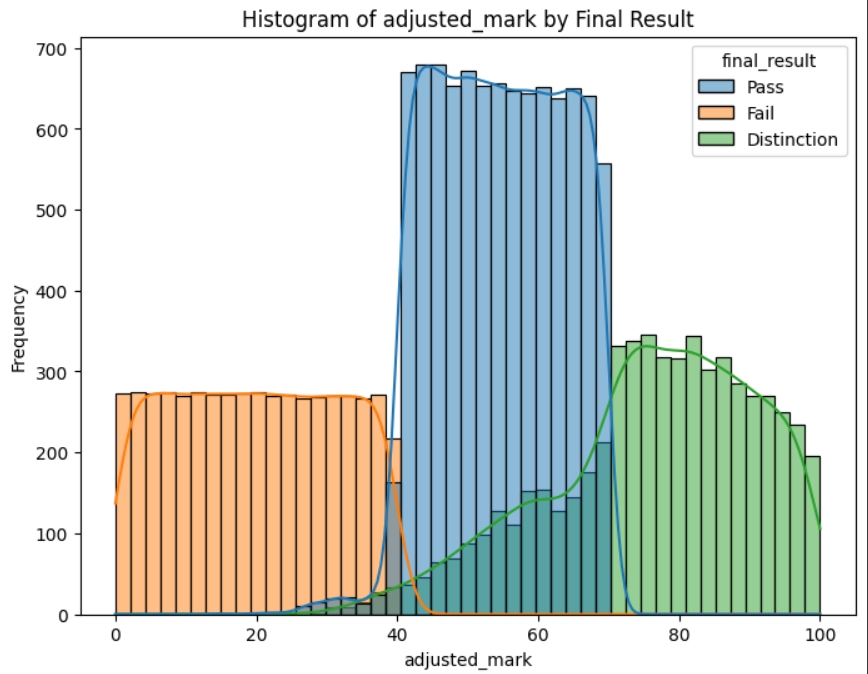 Histogram of adjusted_mark by Final Result
final_result
Pass
Fail
Distinction
Frequency
700
600
500
400
300
200
100
0
0 20 40 60 80 100
adjusted_mark